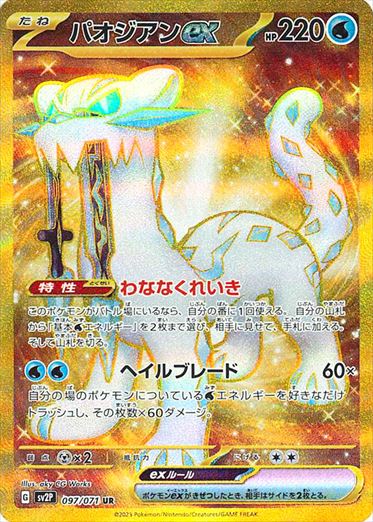 たね パオジアンex HP220
特性 とくせい わななくれいき
このポケモンがバトル場にいるなら、自分の番に1回使える。自分の山札
から「基本エネルギー」を2枚まで選び、相手に見せて、手札に加える。
そして山札を切る。
ヘイルブレード 60×
自分の場のポケモンについているエネルギーを好きなだけ
トラッシュし、その枚数×60ダメージ。
弱点 ×2 抵抗力 にげる
exルール
ポケモンexがきぜつしたとき、相手はサイドを2枚とる。
Illus. aky CG Works
G sv2P 097/071 UR
©2023 Pokémon/Nintendo/Creatures/GAME FREAK.